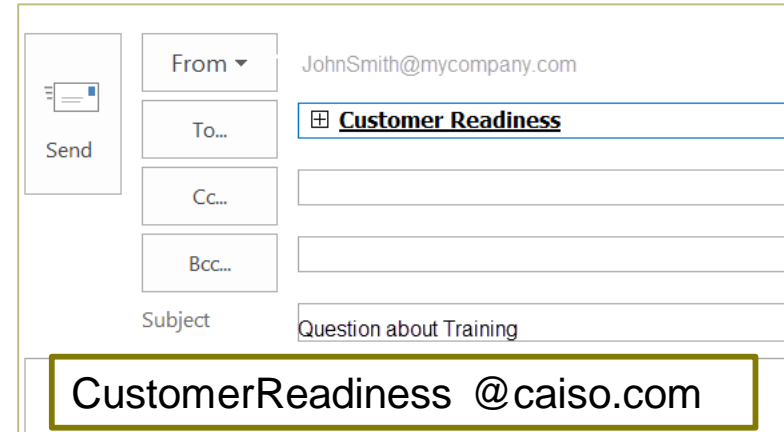 From JohnSmith@mycompany.com
Send
To... Customer Readiness
Cc...
Bcc...
Subject Question about Training
CustomerReadiness @caiso.com